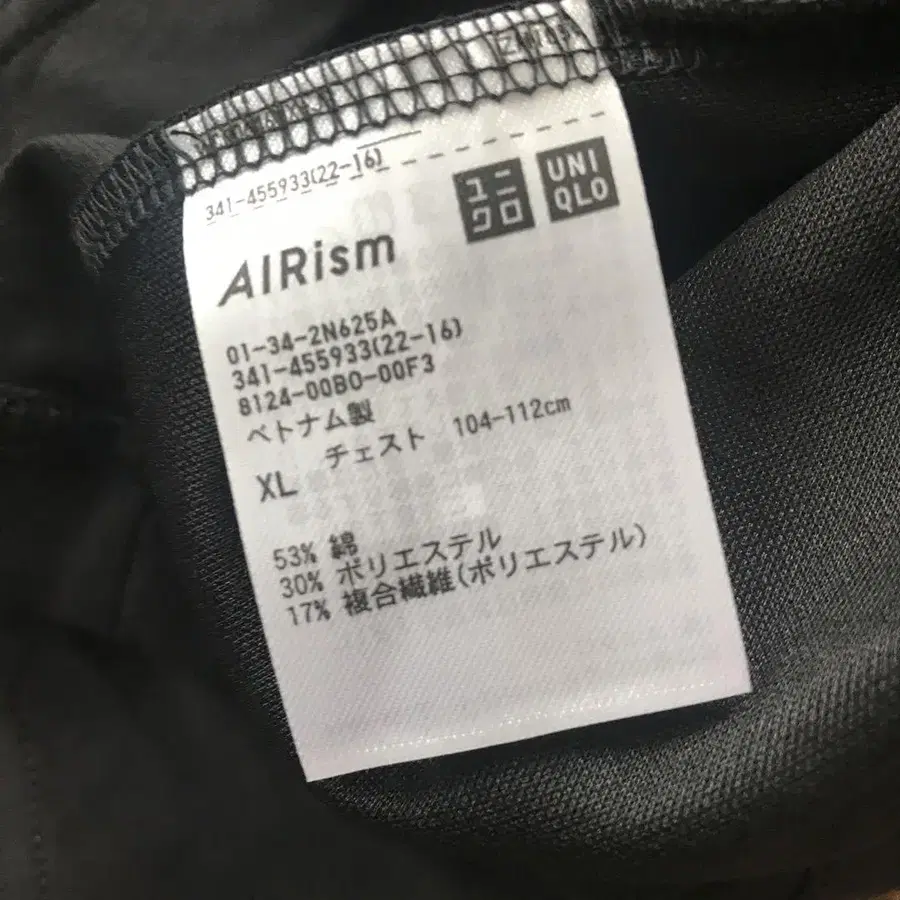 341-455933(22-16)
ユニ
クロ
UNI
QLO
AIRism
01-34-2N625A
341-455933(22-16)
8124-00B0-00F3
ベトナム製
チェスト 104-112cm
XL
53% 綿
30% ポリエステル
17% 複合繊維(ポリエステル)